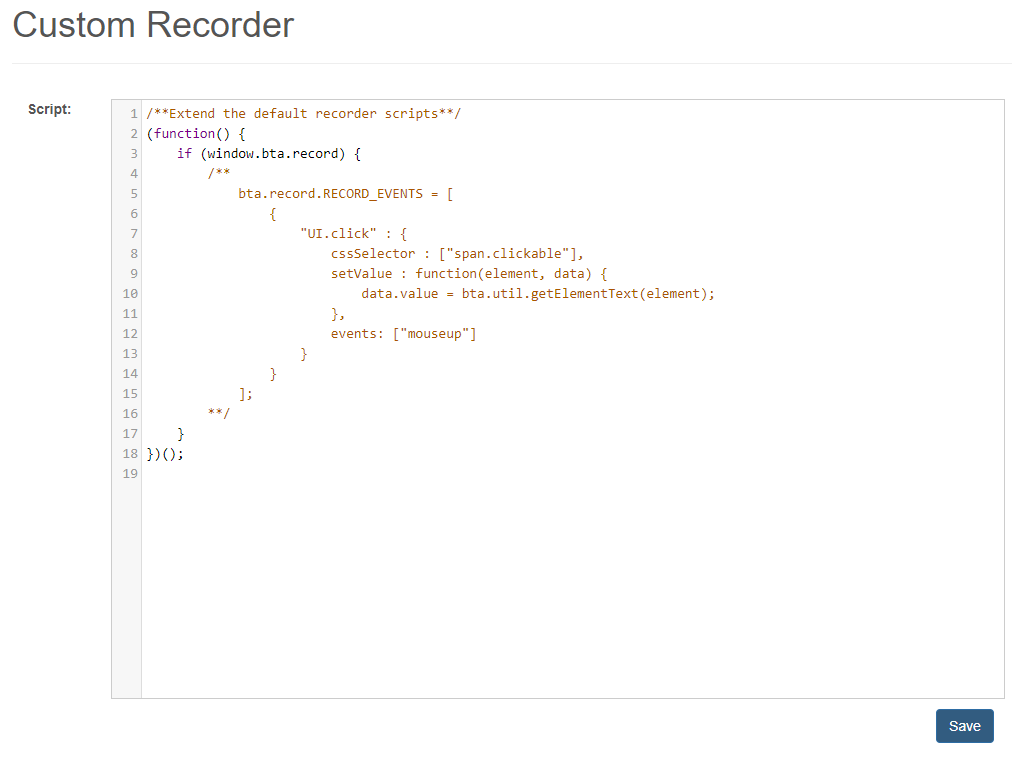 Custom Recorder
Script:
1 /**Extend the default recorder scripts**/
2 (function() {
3     if (window.bta.record) {
4         /**
5             bta.record.RECORD_EVENTS = [
6                 {
7                     "UI.click" : {
8                         cssSelector : ["span.clickable"],
9                         setValue : function(element, data) {
10                             data.value = bta.util.getElementText(element);
11                         },
12                         events: ["mouseup"]
13                     }
14                 }
15             ];
16         **/
17     }
18 })();
19
Save